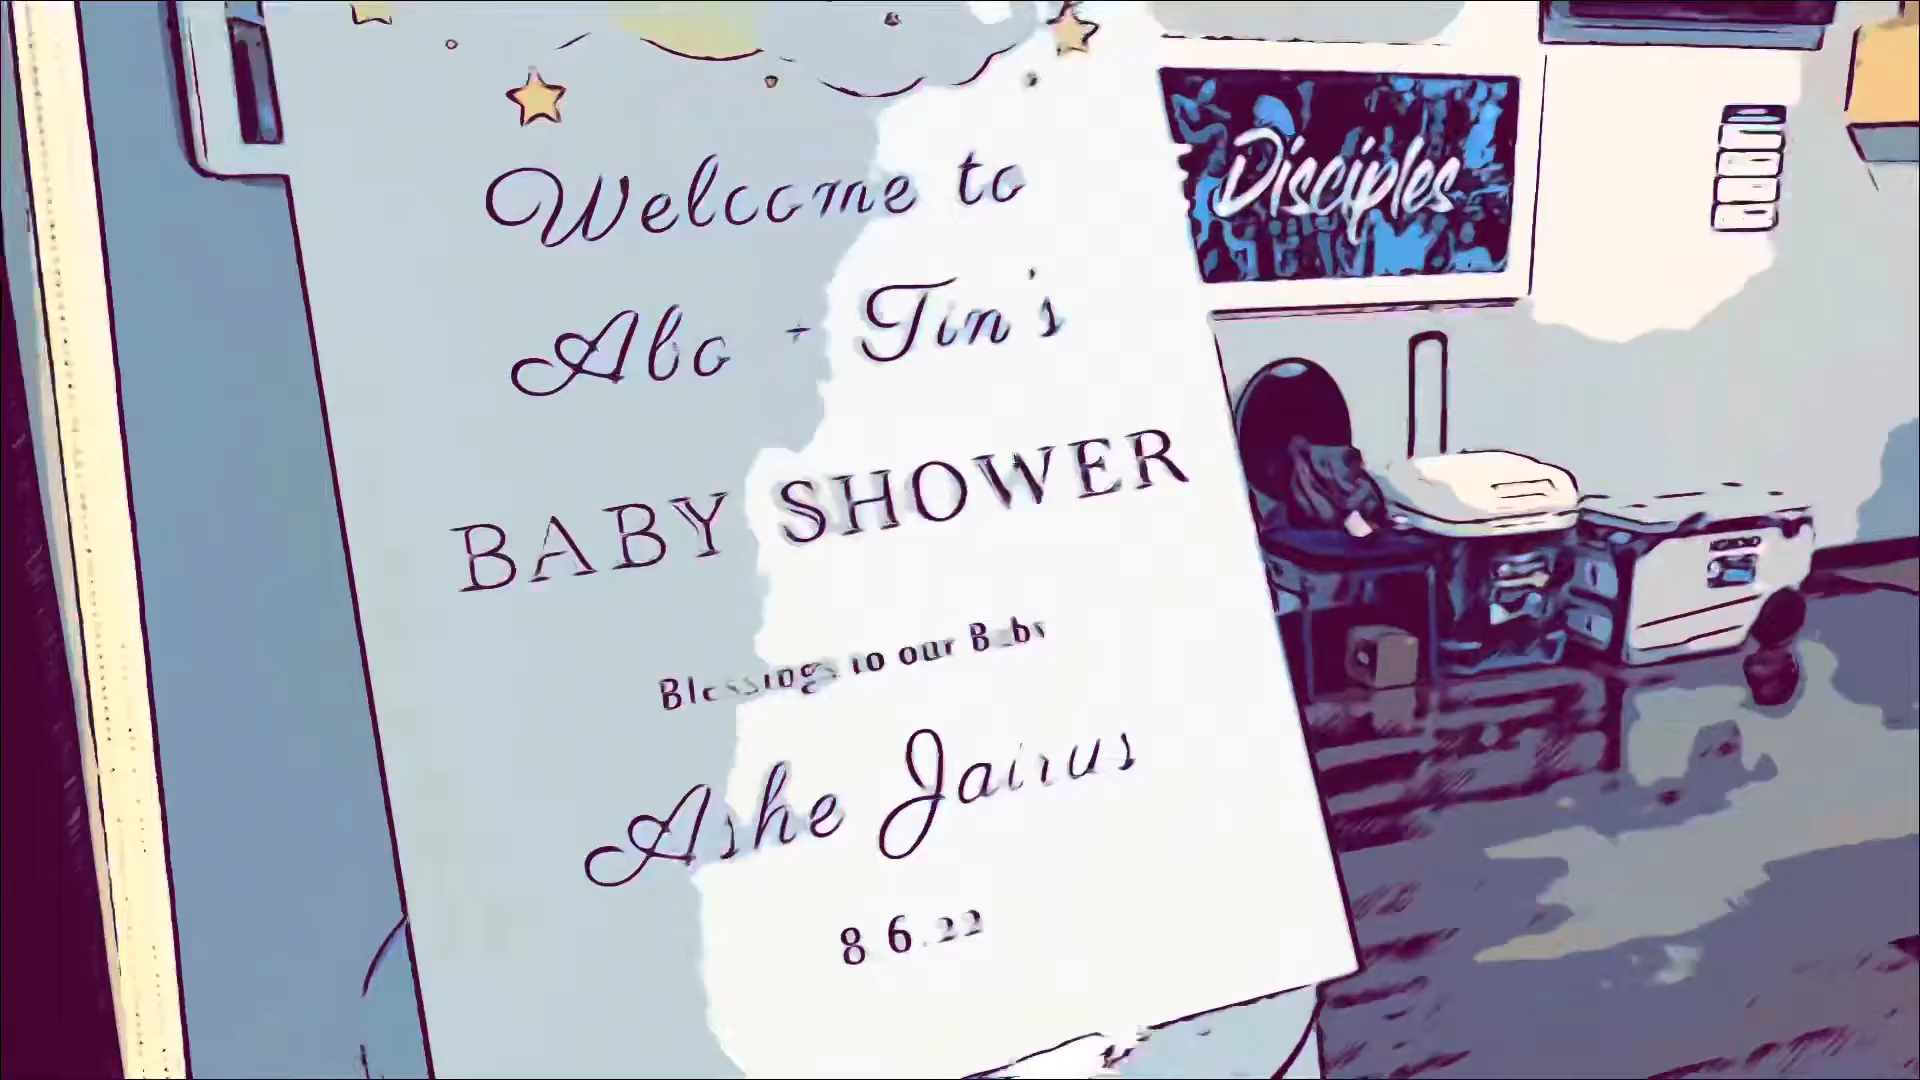 Welcome to
Abo + Tin's
BABY SHOWER
Blessings to our Baby
Ashe Jairus
8.6.22
Disciples